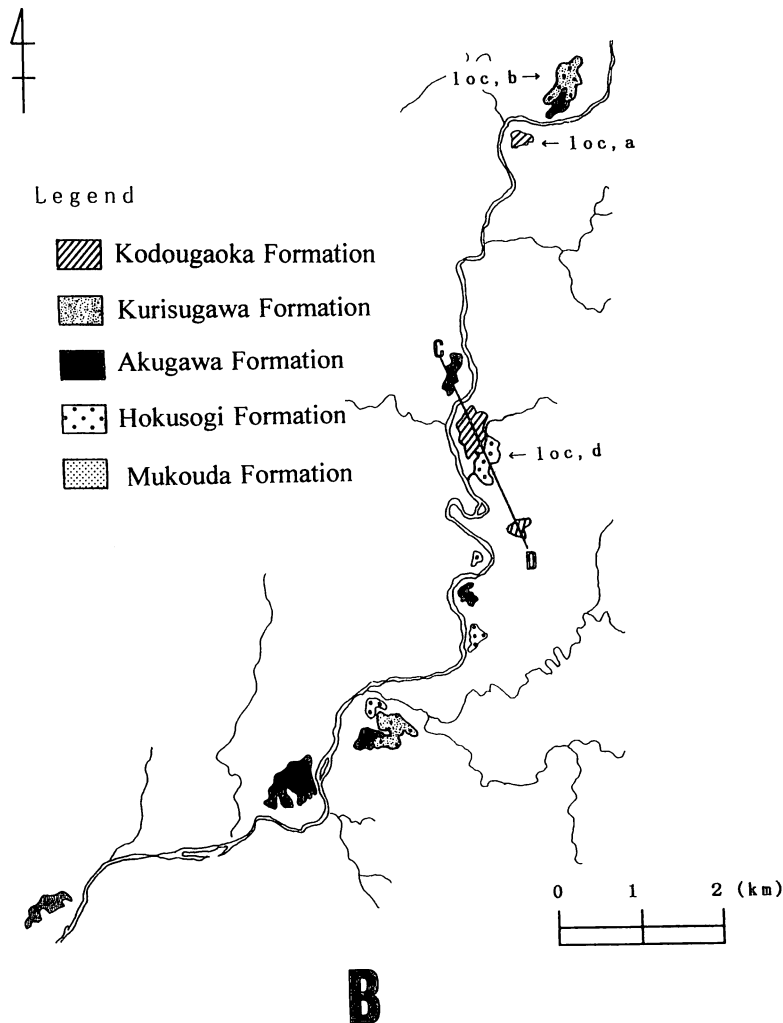 loc, b→
← loc, a
Legend
Kodougaoka Formation
Kurisugawa Formation
Akugawa Formation
Hokusogi Formation
Mukouda Formation
C
← loc, d
D
0 1 2 (km)
B